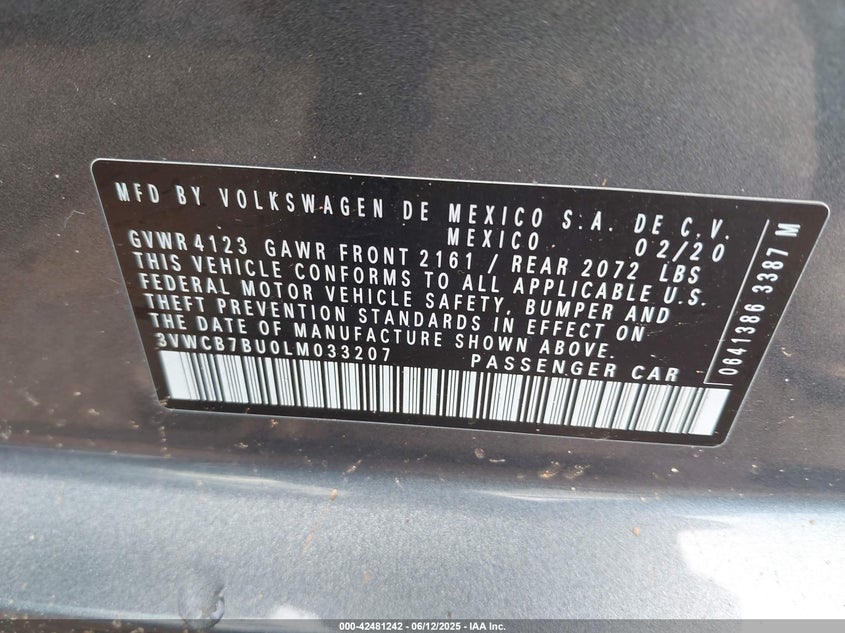 MFD BY VOLKSWAGEN DE MEXICO S.A. DE C.V.
MEXICO 02/20
GVWR 4123 GAWR FRONT 2161 / REAR 2072 LBS
THIS VEHICLE CONFORMS TO ALL APPLICABLE U.S.
FEDERAL MOTOR VEHICLE SAFETY, BUMPER AND
THEFT PREVENTION STANDARDS IN EFFECT ON
THE DATE OF MANUFACTURE SHOWN ABOVE.
3VWCB7BU0LM033207 PASSENGER CAR
0641386 3387 M
000-42481242 - 06/12/2025 - IAA Inc.